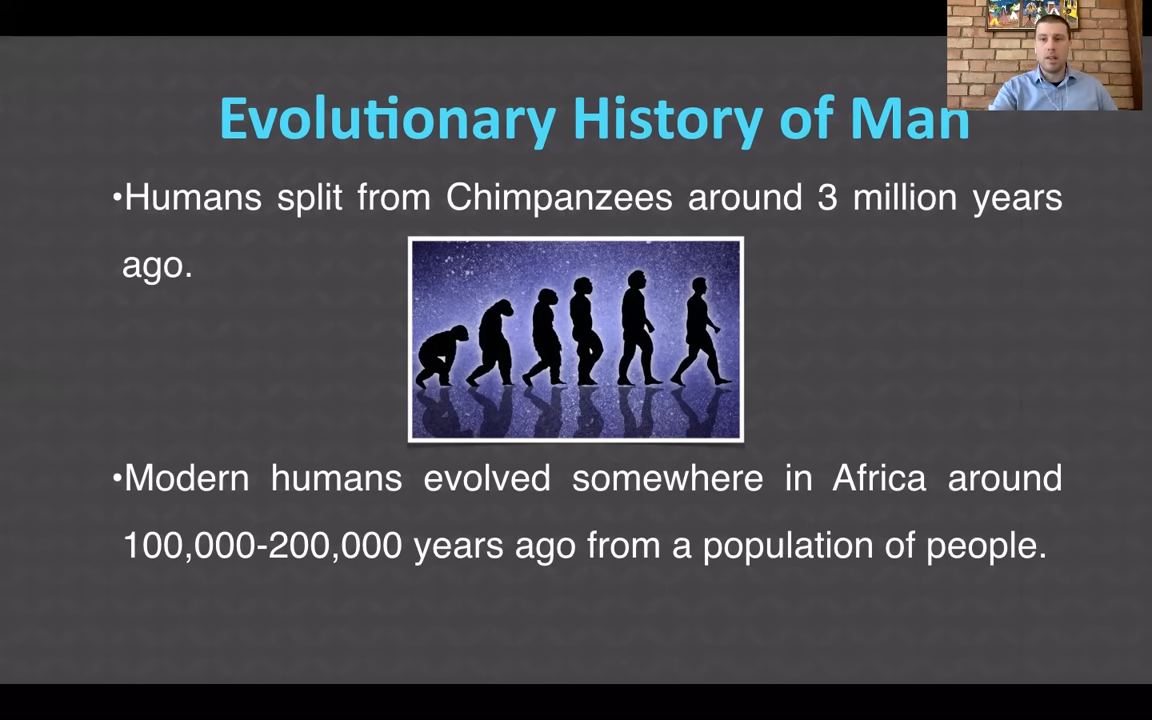 Evolutionary History of Man
•Humans split from Chimpanzees around 3 million years
ago.
•Modern humans evolved somewhere in Africa around
100,000-200,000 years ago from a population of people.